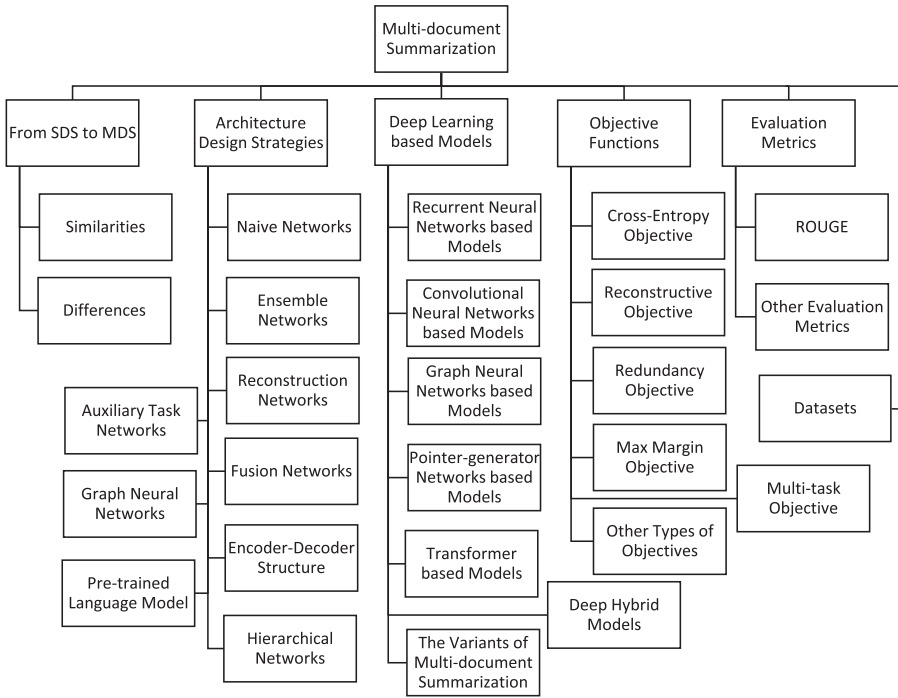 Multi-document
Summarization
From SDS to MDS
Similarities
Differences
Architecture
Design Strategies
Naive Networks
Ensemble
Networks
Reconstruction
Networks
Auxiliary Task
Networks
Fusion Networks
Graph Neural
Networks
Encoder-Decoder
Structure
Pre-trained
Language Model
Hierarchical
Networks
Deep Learning
based Models
Recurrent Neural
Networks based
Models
Convolutional
Neural Networks
based Models
Graph Neural
Networks based
Models
Pointer-generator
Networks based
Models
Transformer
based Models
Deep Hybrid
Models
The Variants of
Multi-document
Summarization
Objective
Functions
Cross-Entropy
Objective
Reconstructive
Objective
Redundancy
Objective
Max Margin
Objective
Multi-task
Objective
Other Types of
Objectives
Evaluation
Metrics
ROUGE
Other Evaluation
Metrics
Datasets